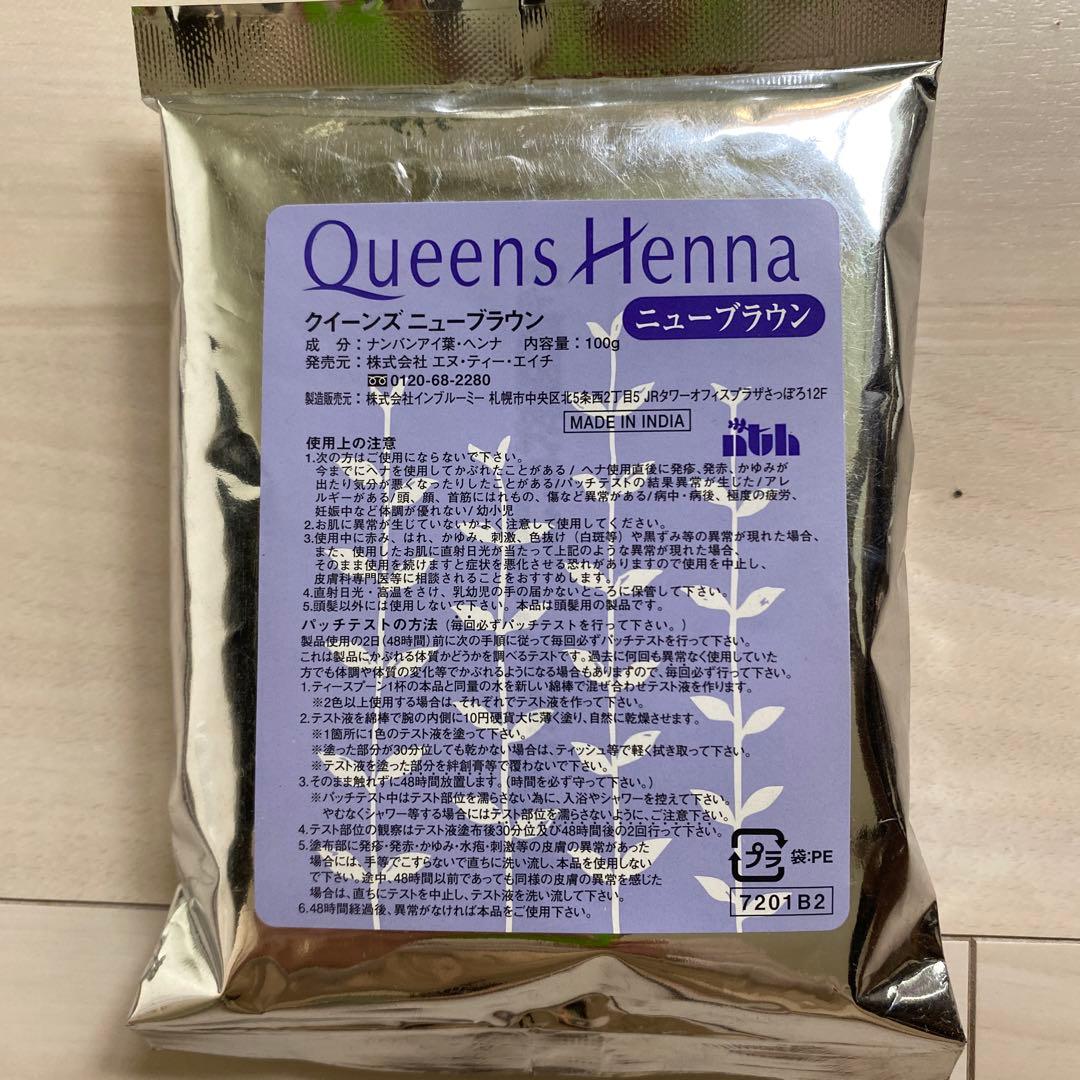 Queens Henna
クイーンズ ニューブラウン
ニューブラウン
成 分：ナンバンアイ葉・ヘンナ 内容量：100g
発売元：株式会社 エヌ・ティー・エイチ
0120-68-2280
製造販売元：株式会社インブルーミー 札幌市中央区北5条西2丁目5 JRタワーオフィスプラザさっぽろ12F
MADE IN INDIA
nth
使用上の注意
1.次の方はご使用にならないで下さい。
今までにヘナを使用してかぶれたことがある/ ヘナ使用直後に発疹、発赤、かゆみが
出たり気分が悪くなったりしたことがある/パッチテストの結果異常が生じた/アレ
ルギーがある/頭、顔、首筋にはれもの、傷など異常がある/病中・病後、極度の疲労、
妊娠中など体調が優れない/ 幼小児
2.お肌に異常が生じていないかよく注意して使用してください。
3.使用中に赤み、はれ、かゆみ、刺激、色抜け（白斑等）や黒ずみ等の異常が現れた場合、
また、使用したお肌に直射日光が当たって上記のような異常が現れた場合、
そのまま使用を続けますと症状を悪化させる恐れがありますので使用を中止し、
皮膚科専門医等に相談されることをおすすめします。
4.直射日光・高温をさけ、乳幼児の手の届かないところに保管して下さい。
5.頭髪以外には使用しないで下さい。本品は頭髪用の製品です。
パッチテストの方法（毎回必ずパッチテストを行って下さい。）
製品使用の2日（48時間）前に次の手順に従って毎回必ずパッチテストを行って下さい。
これは製品にかぶれる体質かどうかを調べるテストです。過去に何回も異常なく使用していた
方でも体調や体質の変化等でかぶれるようになる場合もありますので、毎回必ず行って下さい。
1.ティースプーン1杯の本品と同量の水を新しい綿棒で混ぜ合わせテスト液を作ります。
※2色以上使用する場合は、それぞれでテスト液を作って下さい。
2.テスト液を綿棒で腕の内側に10円硬貨大に薄く塗り、自然に乾燥させます。
※1箇所に1色のテスト液を塗って下さい。
※塗った部分が30分位しても乾かない場合は、ティッシュ等で軽く拭き取って下さい。
※テスト液を塗った部分を絆創膏等で覆わないで下さい。
3.そのまま触れずに48時間放置します。（時間を必ず守って下さい。）
※パッチテスト中はテスト部位を濡らさない為に、入浴やシャワーを控えて下さい。
やむなくシャワー等する場合にはテスト部位を濡らさないように、ご注意下さい。
4.テスト部位の観察はテスト液塗布後30分位及び48時間後の2回行って下さい。
5.塗布部に発疹・発赤・かゆみ・水疱・刺激等の皮膚の異常があった
場合には、手等でこすらないで直ちに洗い流し、本品を使用しない
で下さい。途中、48時間以前であっても同様の皮膚の異常を感じた
場合は、直ちにテストを中止し、テスト液を洗い流して下さい。
6.48時間経過後、異常がなければ本品をご使用下さい。
プラ 袋：PE
7201B2